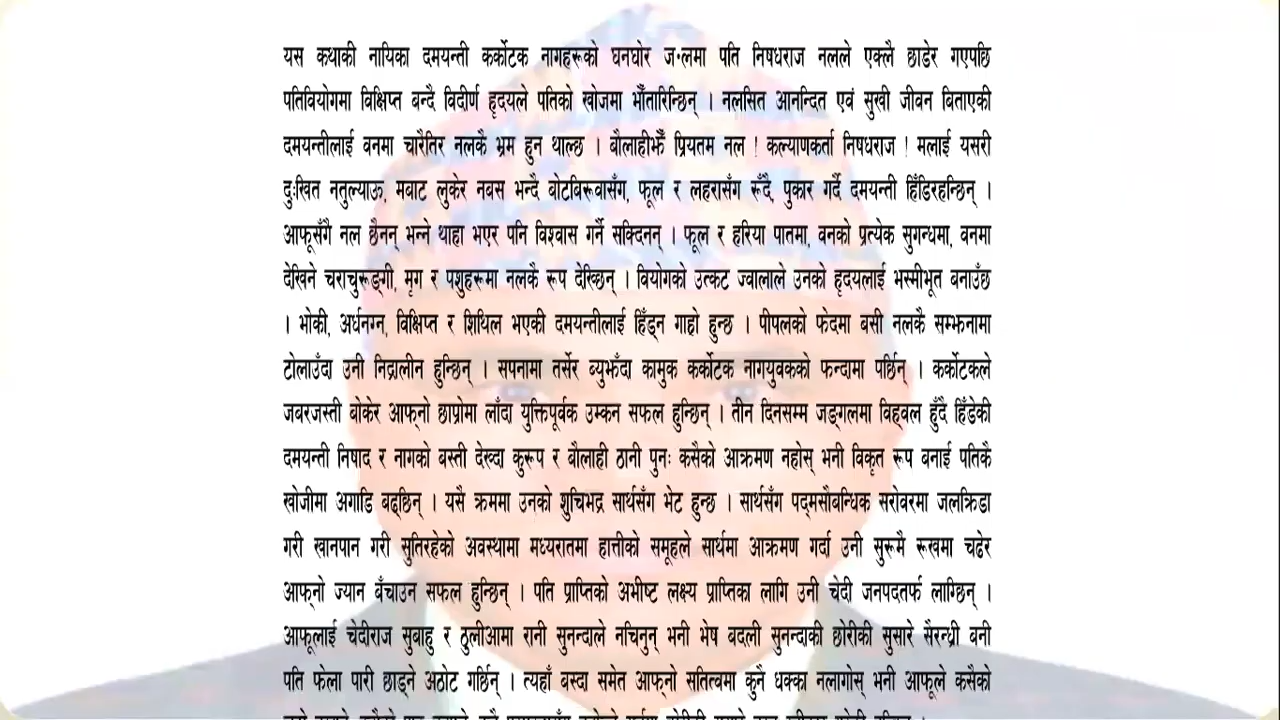 यस कथाकी नायिका दमयन्ती कर्कोटक नागहरूको घनघोर ज·लमा पति निषधराज नलले एक्लै छाडेर गएपछि
पतिवियोगमा विक्षिप्त बन्दै विदीर्ण हृदयले पतिको खोजमा भौंतारिन्छिन् । नलसित आनन्दित एवं सुखी जीवन बिताएकी
दमयन्तीलाई वनमा चारैतिर नलकै भ्रम हुन थाल्छ । बौलाहीझैँ प्रियतम नल ! कल्याणकर्ता निषधराज ! मलाई यसरी
दुःखित नतुल्याऊ, मबाट लुकेर नबस भन्दै बोटबिरूवासँग, फूल र लहरासँग रूँदै, पुकार गर्दै दमयन्ती हिँडिरहन्छिन् ।
आफूसँगै नल छैनन् भन्ने थाहा भएर पनि विश्वास गर्नै सक्दिनन् । फूल र हरिया पातमा, वनको प्रत्येक सुगन्धमा, वनमा
देखिने चराचुरूङ्गी, मृग र पशुहरूमा नलकै रूप देख्छिन् । वियोगको उत्कट ज्वालाले उनको हृदयलाई भस्मीभूत बनाउँछ
। भोकी, अर्धनग्न, विक्षिप्त र शिथिल भएकी दमयन्तीलाई हिँड्न गाह्रो हुन्छ । पीपलको फेदमा बसी नलकै सम्झनामा
टोलाउँदा उनी निद्रालीन हुन्छिन् । सपनामा तर्सेर ब्युझँदा कामुक कर्कोटक नागयुवकको फन्दामा पर्छिन् । कर्कोटकले
जबरजस्ती बोकेर आफ्नो छाप्रोमा लाँदा युक्तिपूर्वक उम्कन सफल हुन्छिन् । तीन दिनसम्म जङ्गलमा विह्वल हुँदै हिँडेकी
दमयन्ती निषाद र नागको बस्ती देख्दा कुरूप र बौलाही ठानी पुनः कसैको आक्रमण नहोस् भनी विकृत रूप बनाई पतिकै
खोजीमा अगाडि बढ्छिन् । यसै क्रममा उनको शुचिभद्र सार्थसँग भेट हुन्छ । सार्थसँग पद्मसौबन्धिक सरोवरमा जलक्रिडा
गरी खानपान गरी सुतिरहेको अवस्थामा मध्यरातमा हात्तीको समूहले सार्थमा आक्रमण गर्दा उनी सुरूमै रूखमा चढेर
आफ्नो ज्यान बँचाउन सफल हुन्छिन् । पति प्राप्तिको अभीष्ट लक्ष्य प्राप्तिका लागि उनी चेदी जनपदतर्फ लाग्छिन् ।
आफूलाई चेदीराज सुबाहु र ठुलीआमा रानी सुनन्दाले नचिनुन् भनी भेष बदली सुनन्दाकी छोरीकी सुसारे सैरन्ध्री बनी
पति फेला पारी छाड्ने अठोट गर्छिन् । त्यहाँ बस्दा समेत आफ्नो सतित्वमा कुनै धक्का नलागोस् भनी आफूले कसैको